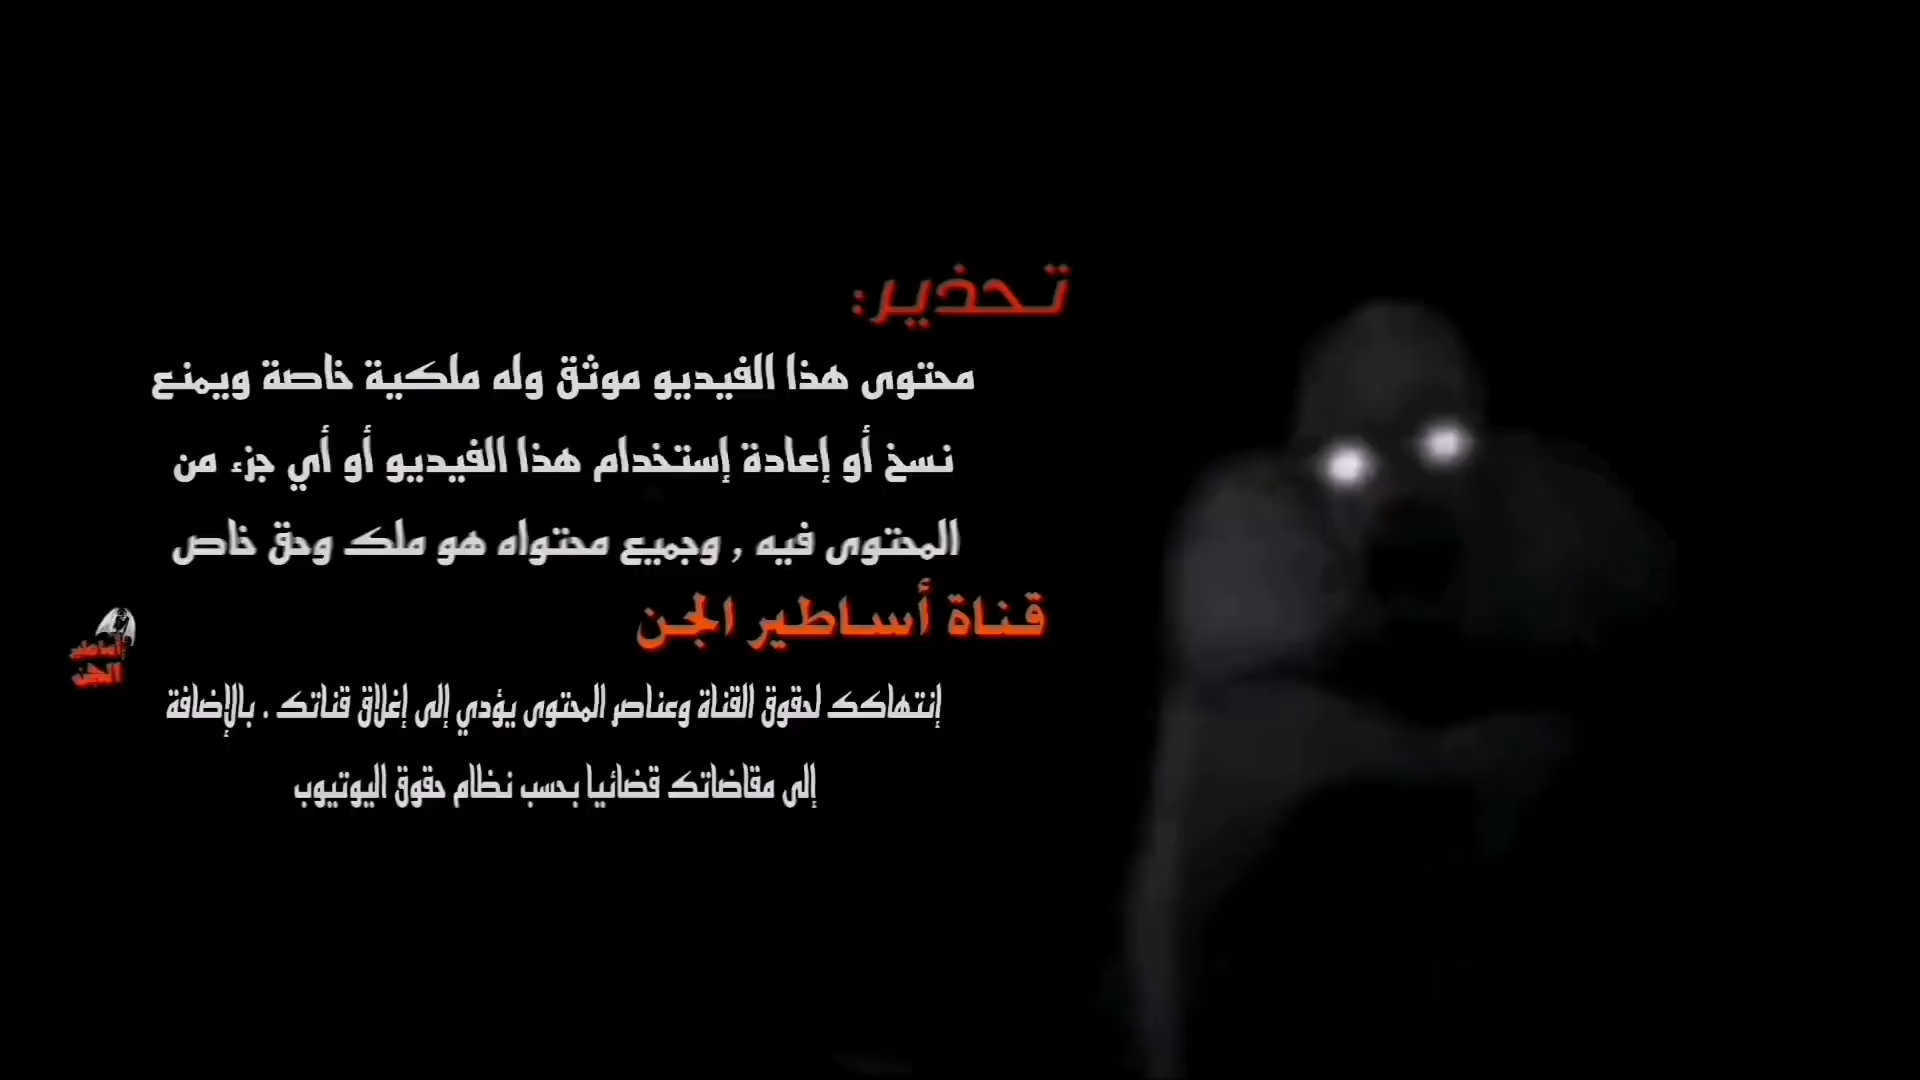 تحذير:
محتوى هذا الفيديو موثق وله ملكية خاصة ويمنع
نسخ أو إعادة إستخدام هذا الفيديو أو أي جزء من
المحتوى فيه , وجميع محتواه هو ملك وحق خاص
قناة أساطير الجن
إنتهاكك لحقوق القناة وعناصر المحتوى يؤدي إلى إغلاق قناتك . بالإضافة
إلى مقاضاتك قضائيا بحسب نظام حقوق اليوتيوب
أساطير
الجن